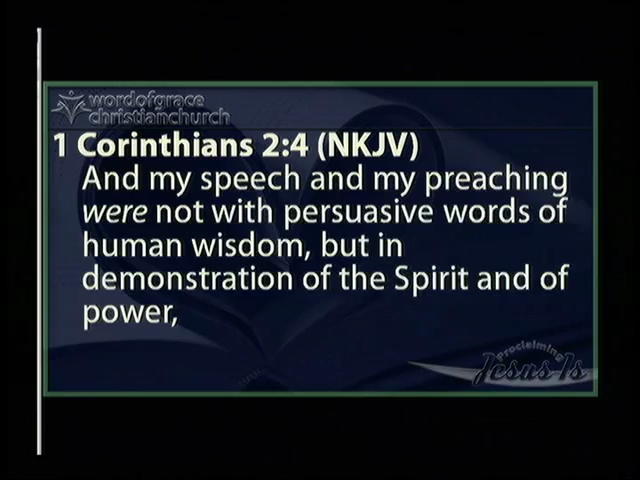 wordofgrace
christianchurch
1 Corinthians 2:4 (NKJV)
And my speech and my preaching
were not with persuasive words of
human wisdom, but in
demonstration of the Spirit and of
power,
Proclaiming
Jesus Is